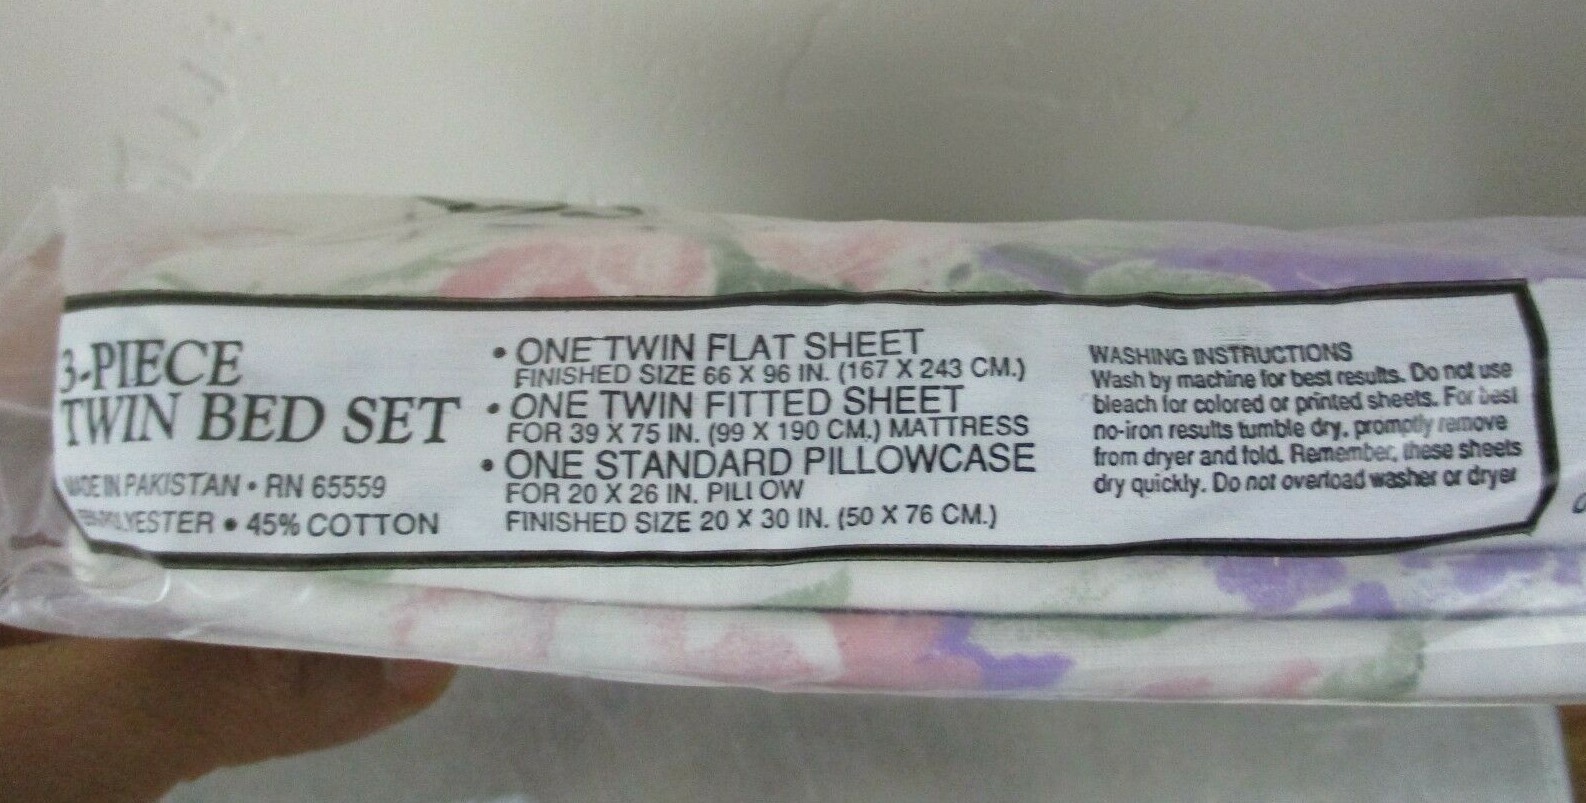 3-PIECE
TWIN BED SET
MADE IN PAKISTAN • RN 65559
POLYESTER • 45% COTTON
• ONE TWIN FLAT SHEET
FINISHED SIZE 66 X 96 IN. (167 X 243 CM.)
• ONE TWIN FITTED SHEET
FOR 39 X 75 IN. (99 X 190 CM.) MATTRESS
• ONE STANDARD PILLOWCASE
FOR 20 X 26 IN. PILLOW
FINISHED SIZE 20 X 30 IN. (50 X 76 CM.)
WASHING INSTRUCTIONS
Wash by machine for best results. Do not use
bleach for colored or printed sheets. For best
no-iron results tumble dry, promptly remove
from dryer and fold. Remember, these sheets
dry quickly. Do not overload washer or dryer